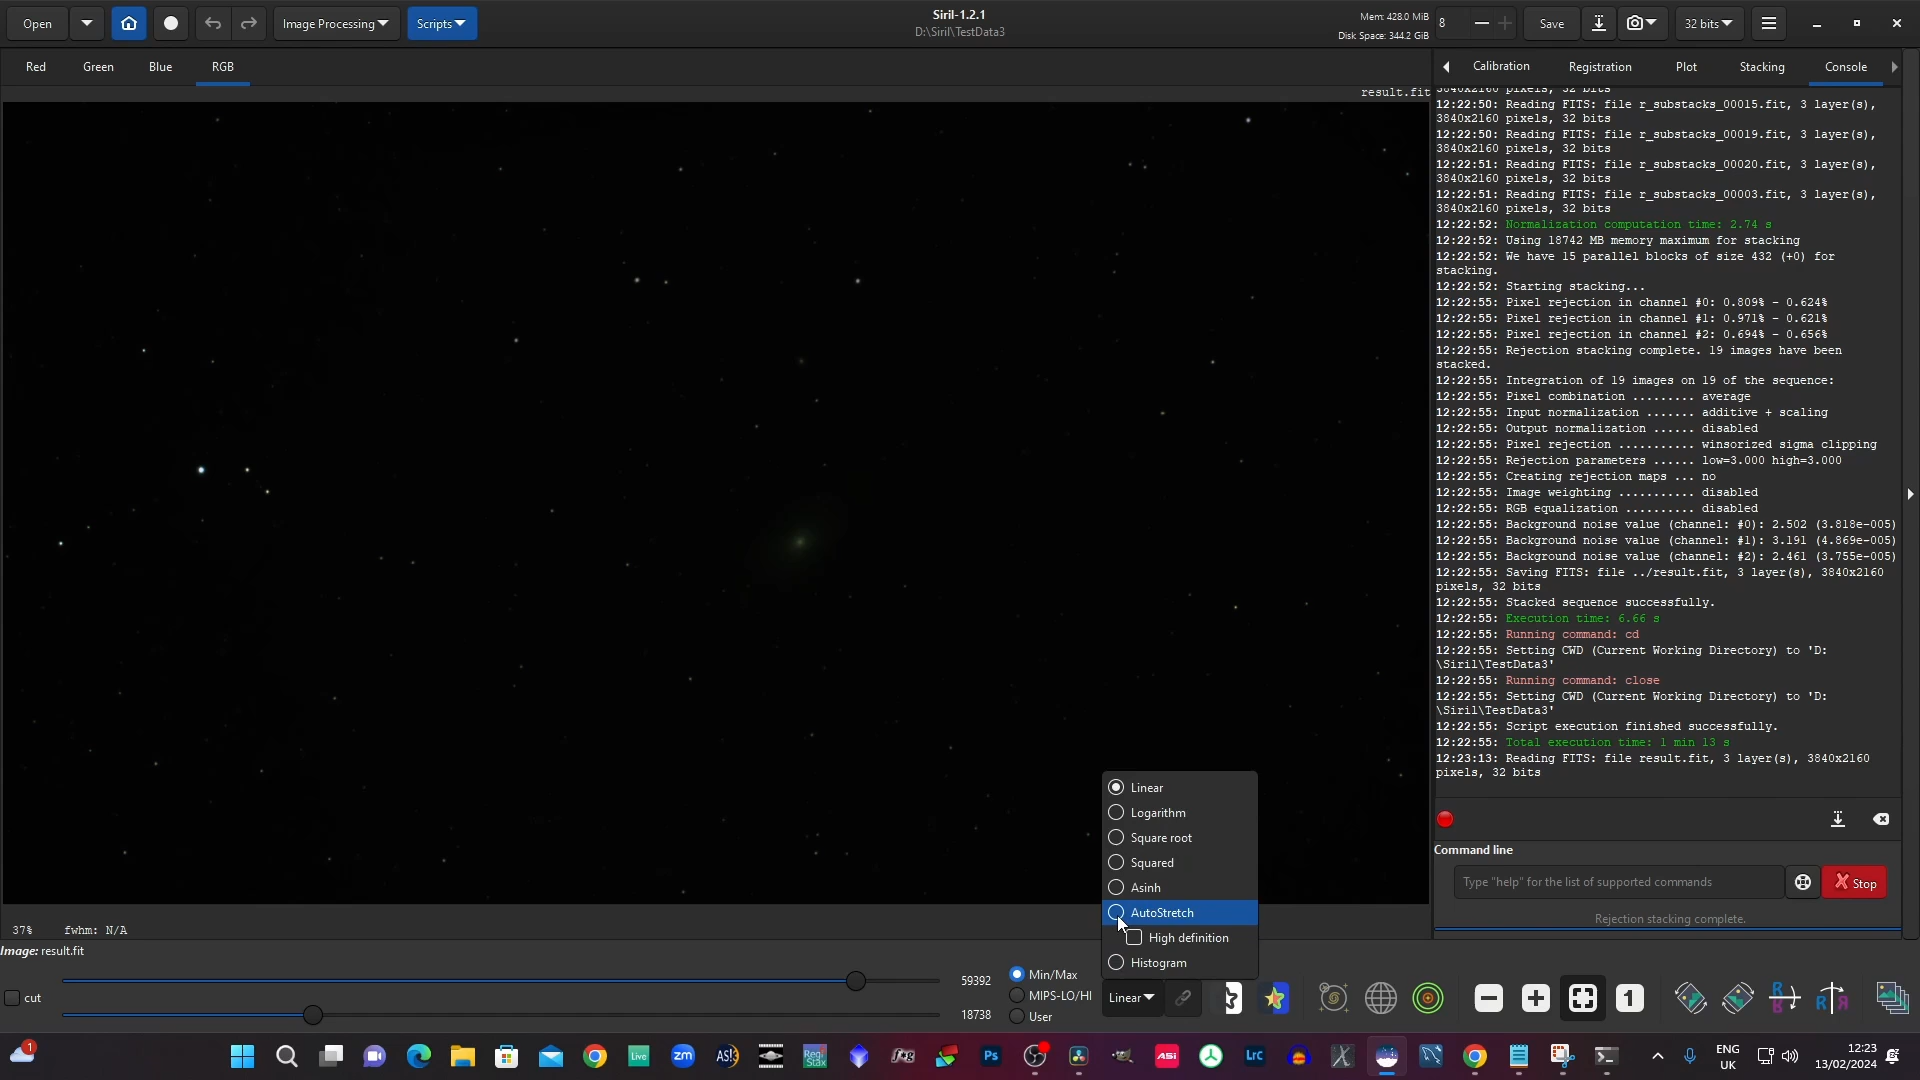 Open
Image Processing
Scripts
Siril-1.2.1
D:\Siril\TestData3
Mem: 428.0 MiB
Disk Space: 344.2 GiB
8
Save
32 bits
Red
Green
Blue
RGB
Calibration
Registration
Plot
Stacking
Console
result.fit
3840x2160 pixels, 32 bits
12:22:50: Reading FITS: file r_substacks_00015.fit, 3 layer(s),
3840x2160 pixels, 32 bits
12:22:50: Reading FITS: file r_substacks_00019.fit, 3 layer(s),
3840x2160 pixels, 32 bits
12:22:51: Reading FITS: file r_substacks_00020.fit, 3 layer(s),
3840x2160 pixels, 32 bits
12:22:51: Reading FITS: file r_substacks_00003.fit, 3 layer(s),
3840x2160 pixels, 32 bits
12:22:52: Normalization computation time: 2.74 s
12:22:52: Using 18742 MB memory maximum for stacking
12:22:52: We have 15 parallel blocks of size 432 (+0) for
stacking.
12:22:52: Starting stacking...
12:22:55: Pixel rejection in channel #0: 0.809% - 0.624%
12:22:55: Pixel rejection in channel #1: 0.971% - 0.621%
12:22:55: Pixel rejection in channel #2: 0.694% - 0.656%
12:22:55: Rejection stacking complete. 19 images have been
stacked.
12:22:55: Integration of 19 images on 19 of the sequence:
12:22:55: Pixel combination ......... average
12:22:55: Input normalization ....... additive + scaling
12:22:55: Output normalization ...... disabled
12:22:55: Pixel rejection ........... winsorized sigma clipping
12:22:55: Rejection parameters ...... low=3.000 high=3.000
12:22:55: Creating rejection maps ... no
12:22:55: Image weighting ........... disabled
12:22:55: RGB equalization .......... disabled
12:22:55: Background noise value (channel: #0): 2.502 (3.818e-005)
12:22:55: Background noise value (channel: #1): 3.191 (4.869e-005)
12:22:55: Background noise value (channel: #2): 2.461 (3.755e-005)
12:22:55: Saving FITS: file ../result.fit, 3 layer(s), 3840x2160
pixels, 32 bits
12:22:55: Stacked sequence successfully.
12:22:55: Execution time: 6.66 s
12:22:55: Running command: cd
12:22:55: Setting CWD (Current Working Directory) to 'D:
\Siril\TestData3'
12:22:55: Running command: close
12:22:55: Setting CWD (Current Working Directory) to 'D:
\Siril\TestData3'
12:22:55: Script execution finished successfully.
12:22:55: Total execution time: 1 min 13 s
12:23:13: Reading FITS: file result.fit, 3 layer(s), 3840x2160
pixels, 32 bits
Command line
Type "help" for the list of supported commands
Stop
Rejection stacking complete.
Linear
Logarithm
Square root
Squared
Asinh
AutoStretch
High definition
Histogram
37%
fwhm: N/A
Image: result.fit
cut
59392
18738
Min/Max
MIPS-LO/HI
User
Linear
1
1
Live
zm
AS!
Regi
Stax
Ps
ASI
LrC
ENG
UK
12:23
13/02/2024